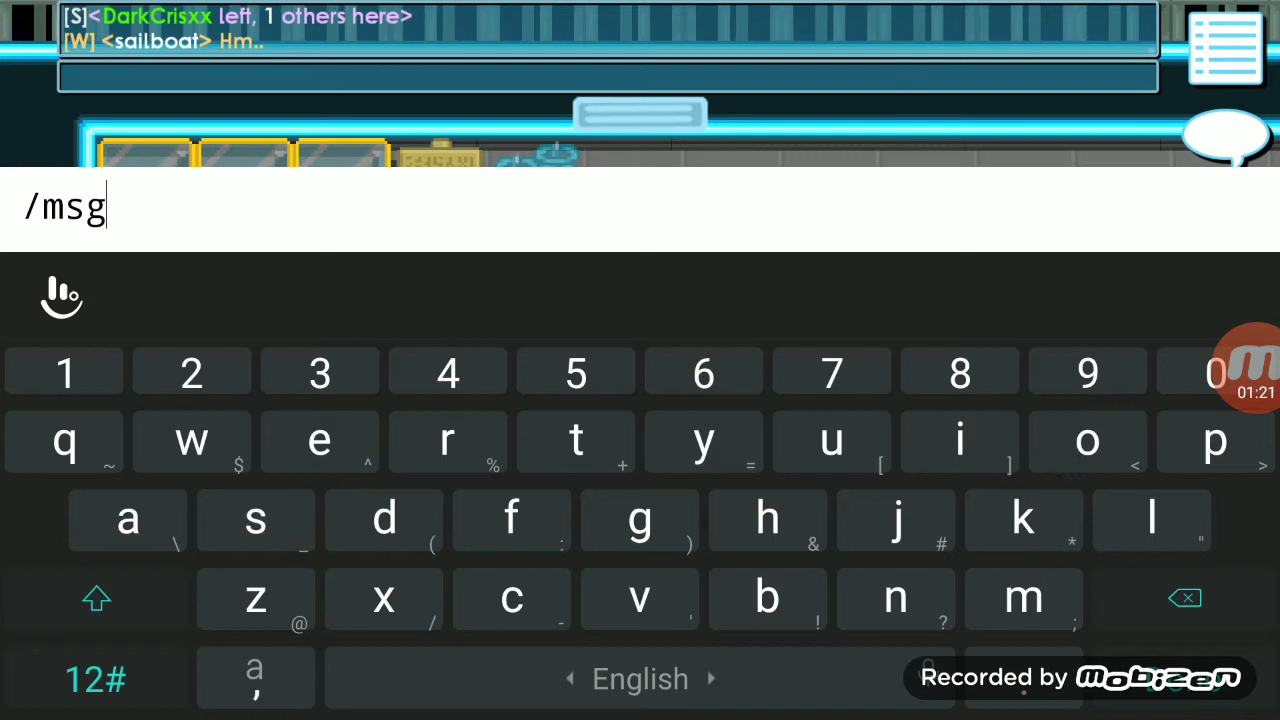 [S]<DarkCrisxx left, 1 others here>
[W] <sailboat> Hm..
/msg
1 2 3 4 5 6 7 8 9 0
01:21
q w e r t y u i o p
~ $ ^ % + = [ ] < >
a s d f g h j k l
\ _ ( : ) & # * "
z x c v b n m
@ / - ' ! ? ;
12# a , English .
Recorded by mobizen